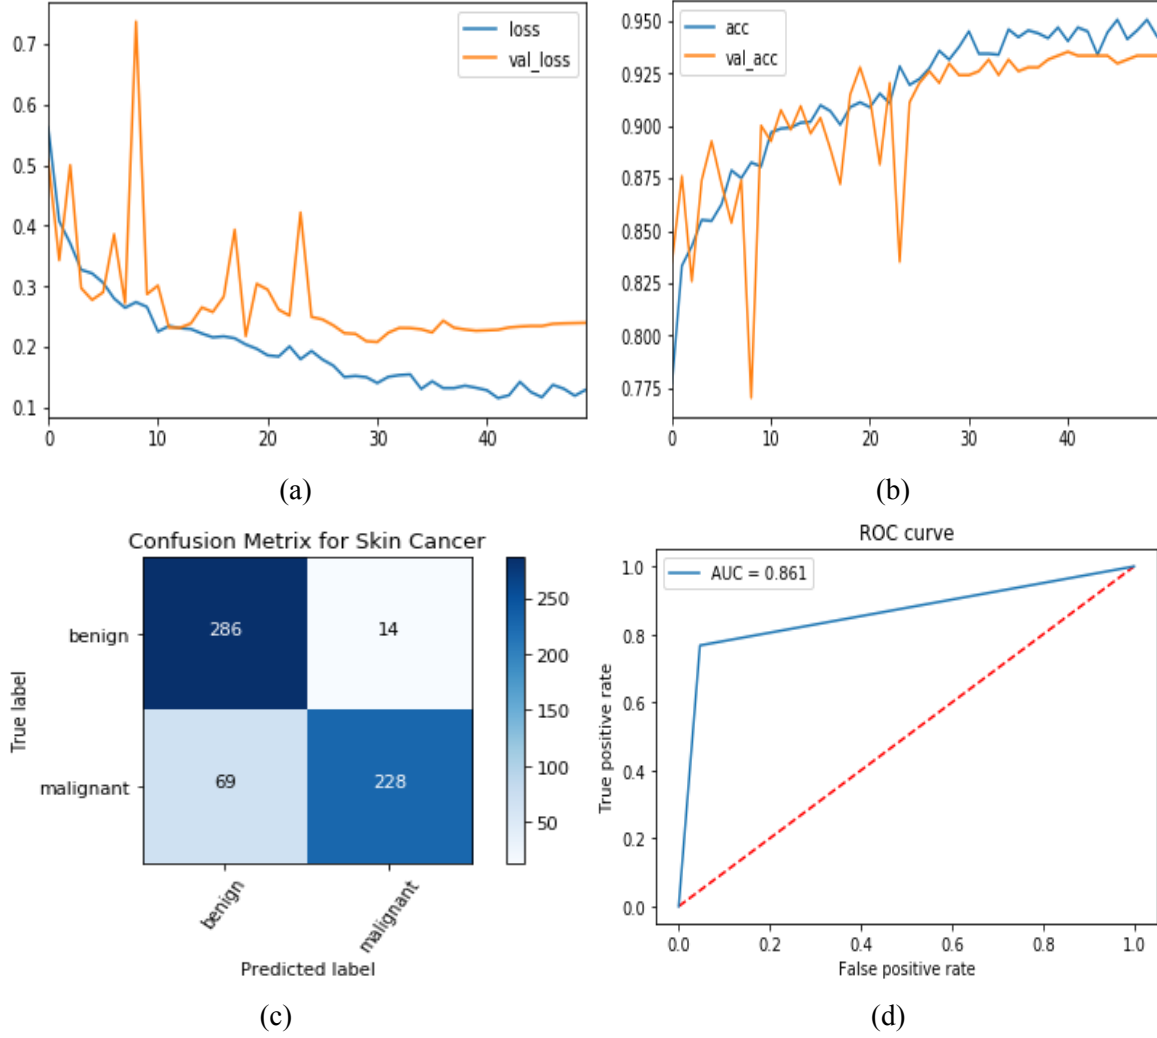 loss
val_loss
0.7
0.6
0.5
0.4
0.3
0.2
0.1
0
10
20
30
40
(a)
acc
val_acc
0.950
0.925
0.900
0.875
0.850
0.825
0.800
0.775
0
10
20
30
40
(b)
Confusion Metrix for Skin Cancer
True label
benign
286
14
malignant
69
228
benign
malignant
Predicted label
250
200
150
100
50
(c)
ROC curve
AUC = 0.861
True positive rate
1.0
0.8
0.6
0.4
0.2
0.0
0.0
0.2
0.4
0.6
0.8
1.0
False positive rate
(d)